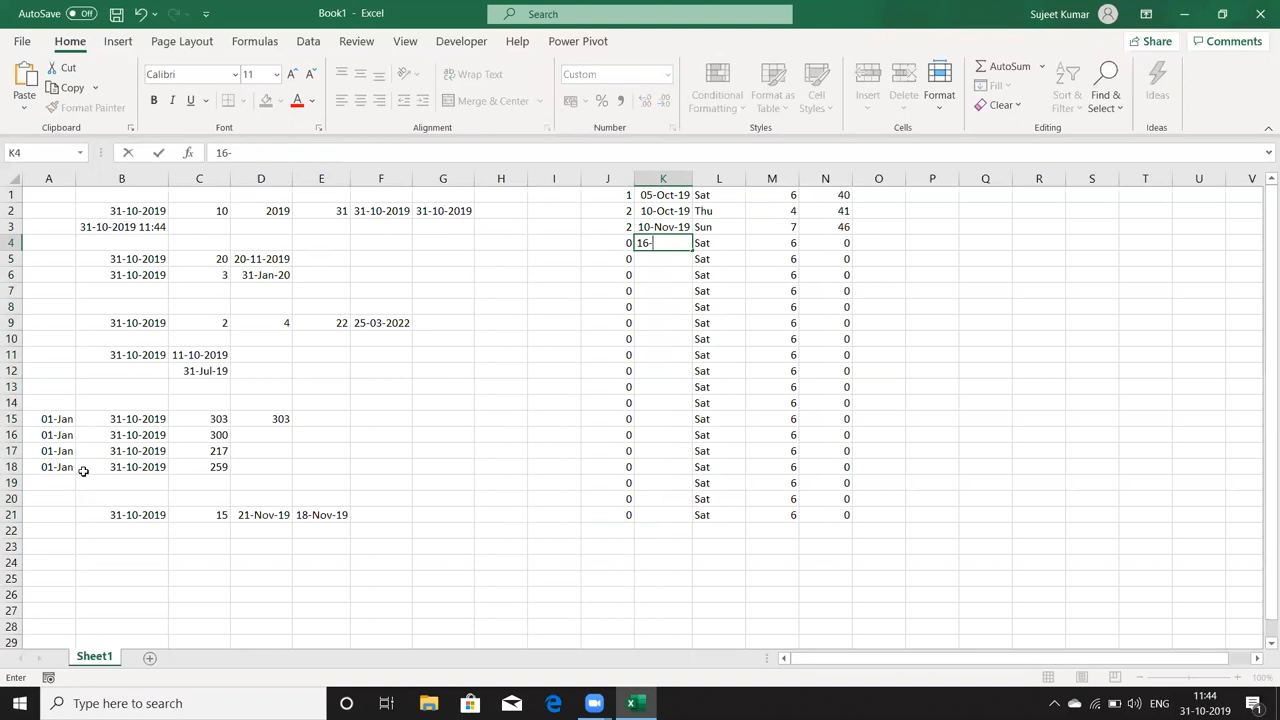 AutoSave Off Book1 - Excel Search Sujeet Kumar
File Home Insert Page Layout Formulas Data Review View Developer Help Power Pivot Share Comments
Paste Cut Copy Format Painter Clipboard
Calibri 11 B I U A Font
Wrap Text Merge & Center Alignment
Custom % Number
Conditional Formatting Format as Table Cell Styles Styles
Insert Delete Format Cells
AutoSum Fill Clear Sort & Filter Find & Select Editing
Ideas Ideas
K4 fx 16-
A B C D E F G H I J K L M N O P Q R S T U V
1 1 05-Oct-19 Sat 6 40
2 31-10-2019 10 2019 31 31-10-2019 31-10-2019 2 10-Oct-19 Thu 4 41
3 31-10-2019 11:44 2 10-Nov-19 Sun 7 46
4 0 16- Sat 6 0
5 31-10-2019 20 20-11-2019 0 Sat 6 0
6 31-10-2019 3 31-Jan-20 0 Sat 6 0
7 0 Sat 6 0
8 0 Sat 6 0
9 31-10-2019 2 4 22 25-03-2022 0 Sat 6 0
10 0 Sat 6 0
11 31-10-2019 11-10-2019 0 Sat 6 0
12 31-Jul-19 0 Sat 6 0
13 0 Sat 6 0
14 0 Sat 6 0
15 01-Jan 31-10-2019 303 303 0 Sat 6 0
16 01-Jan 31-10-2019 300 0 Sat 6 0
17 01-Jan 31-10-2019 217 0 Sat 6 0
18 01-Jan 31-10-2019 259 0 Sat 6 0
19 0 Sat 6 0
20 0 Sat 6 0
21 31-10-2019 15 21-Nov-19 18-Nov-19 0 Sat 6 0
22
23
24
25
26
27
28
29
Sheet1
Enter 100%
Type here to search ENG 11:44
31-10-2019